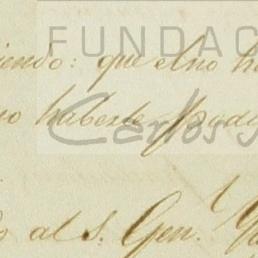 FUNDAC
iendo: que el no ha
no haberle
Carlos
o al S. Gen.